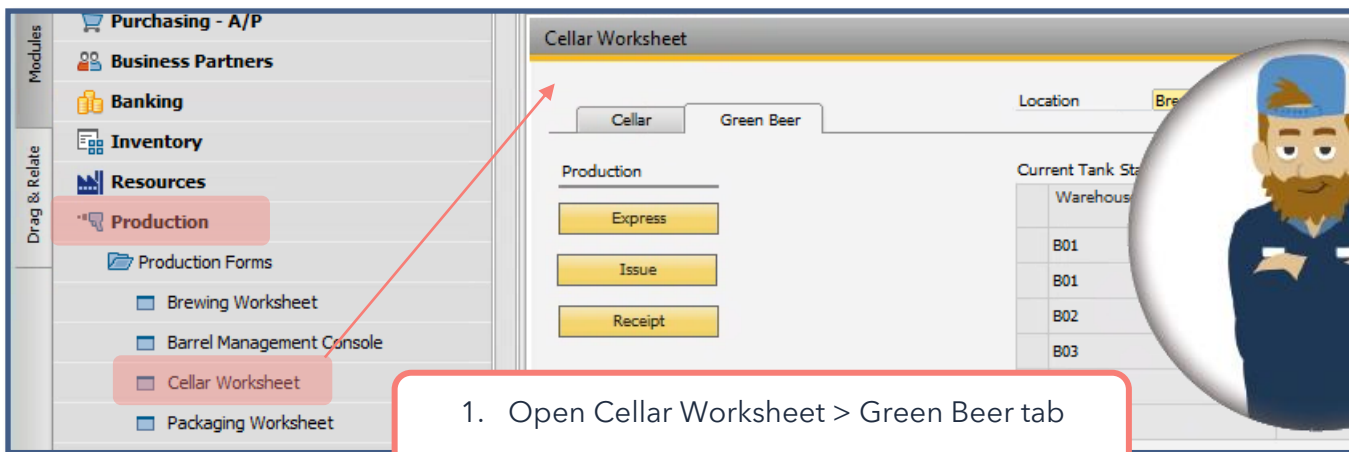 Modules
Drag & Relate
Purchasing - A/P
Business Partners
Banking
Inventory
Resources
Production
Production Forms
Brewing Worksheet
Barrel Management Console
Cellar Worksheet
Packaging Worksheet
Cellar Worksheet
Location
Cellar
Green Beer
Production
Express
Issue
Receipt
Current Tank
B01
B01
B02
B03
1. Open Cellar Worksheet > Green Beer tab